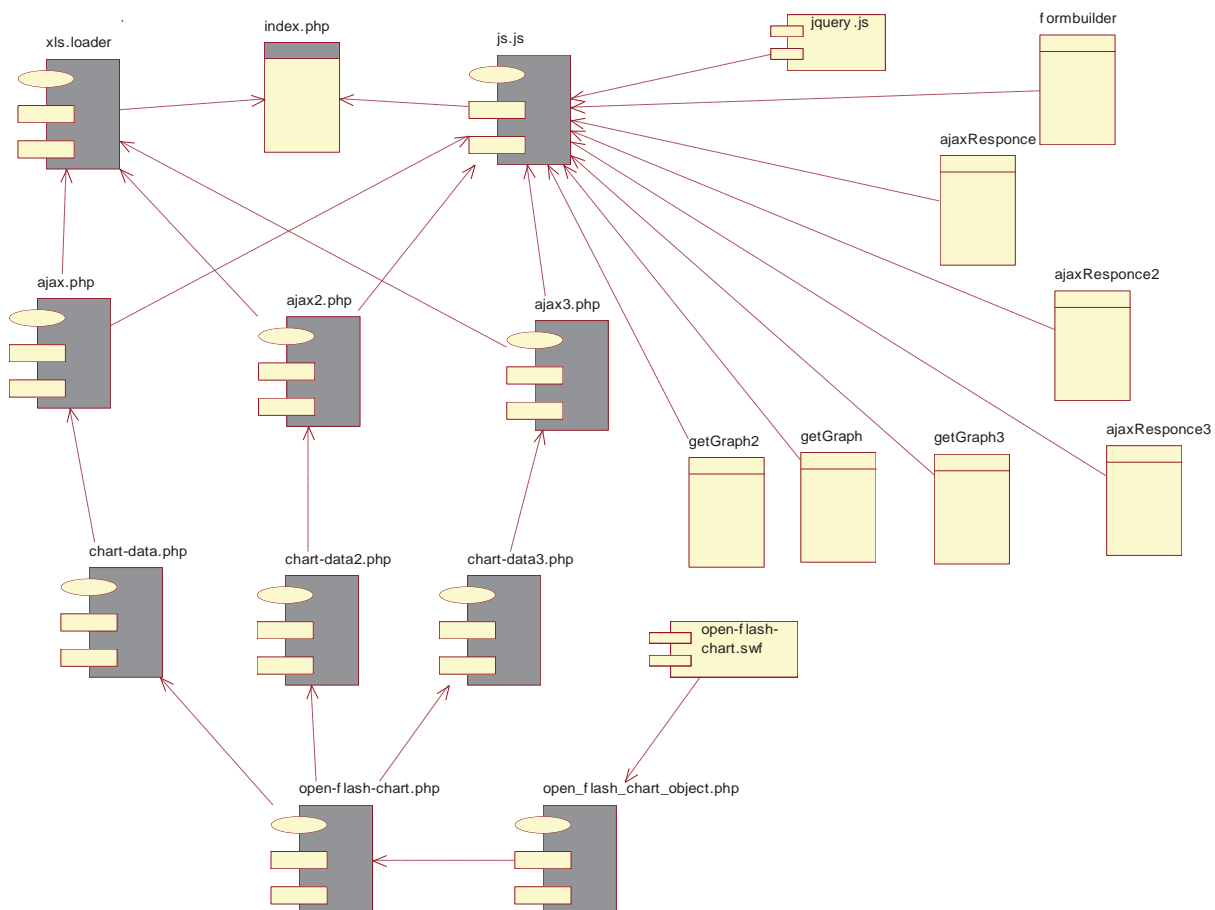 formbuilder
index.php
jquery.js
xls.loader
js.js
ajaxResponce
ajaxResponce2
ajax.php
ajax2.php
ajax3.php
getGraph2
getGraph
getGraph3
ajaxResponce3
chart-data.php
chart-data2.php
chart-data3.php
open-flash-
chart.swf
open-flash-chart.php
open_flash_chart_object.php